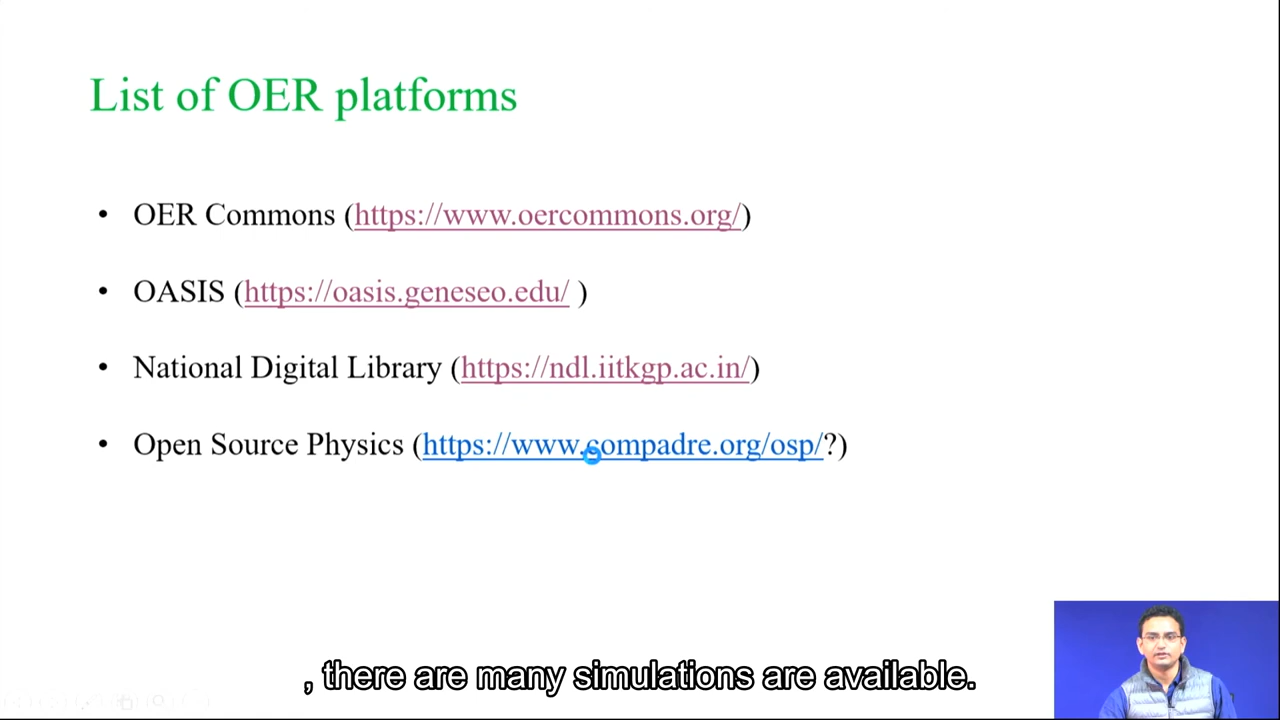 List of OER platforms
• OER Commons (https://www.oercommons.org/)
• OASIS (https://oasis.geneseo.edu/ )
• National Digital Library (https://ndl.iitkgp.ac.in/)
• Open Source Physics (https://www.compadre.org/osp/?)
, there are many simulations are available.